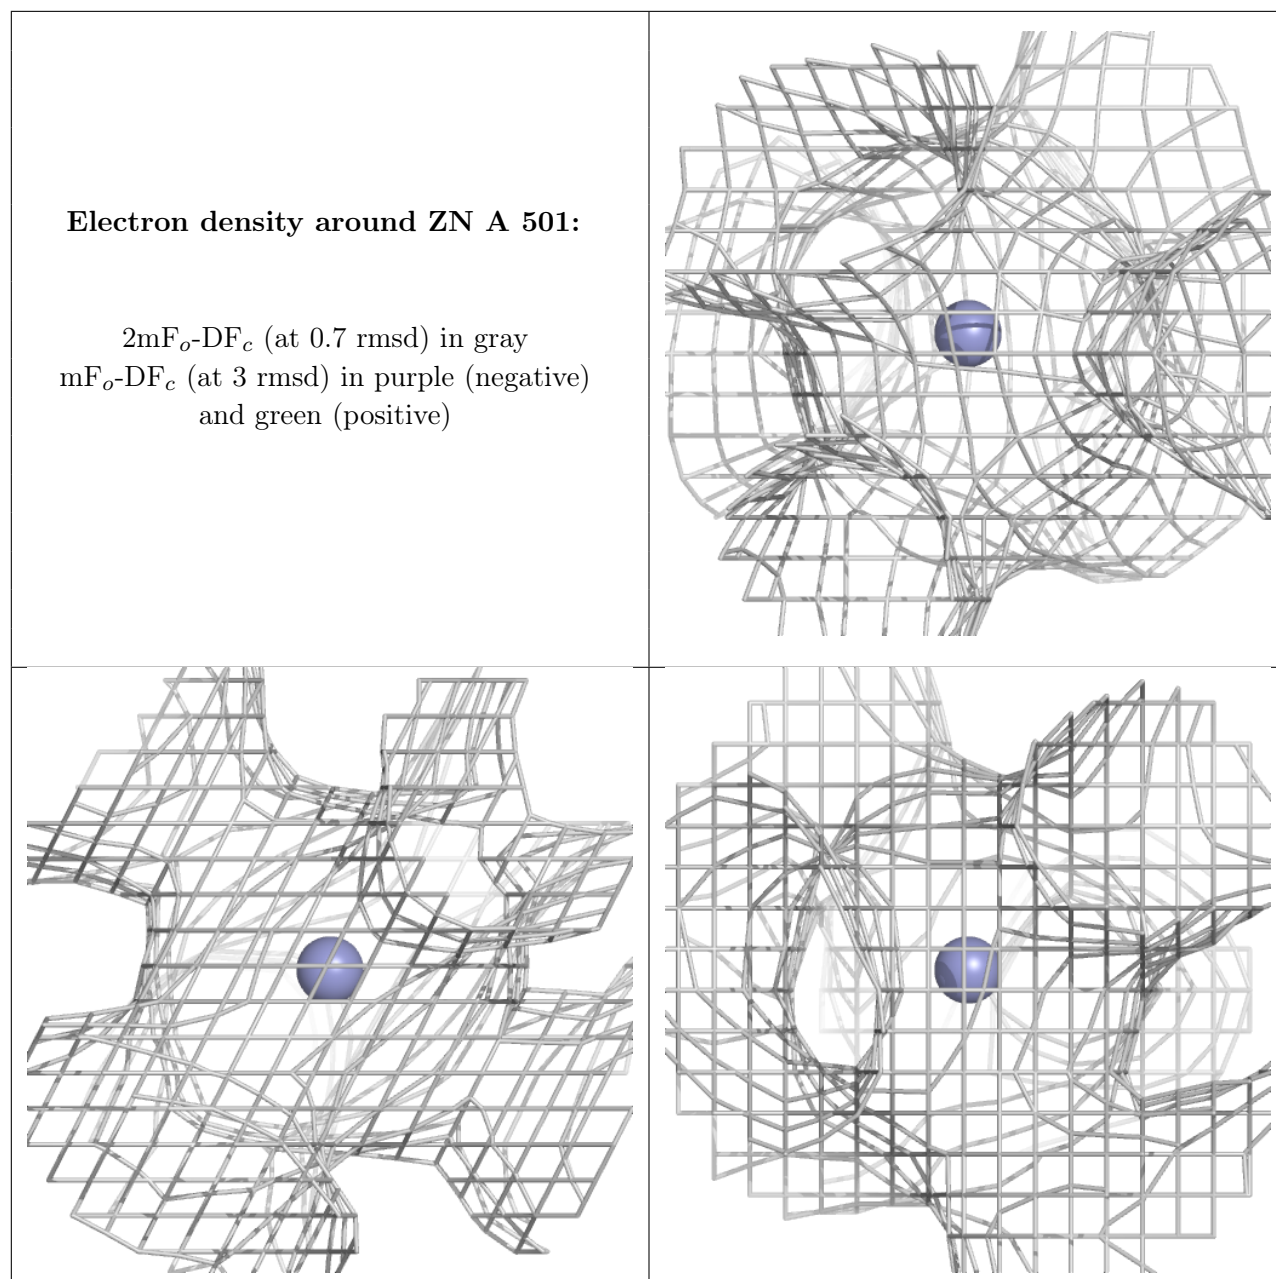 Electron density around ZN A 501:
2mFo-DFc (at 0.7 rmsd) in gray
mFo-DFc (at 3 rmsd) in purple (negative)
and green (positive)